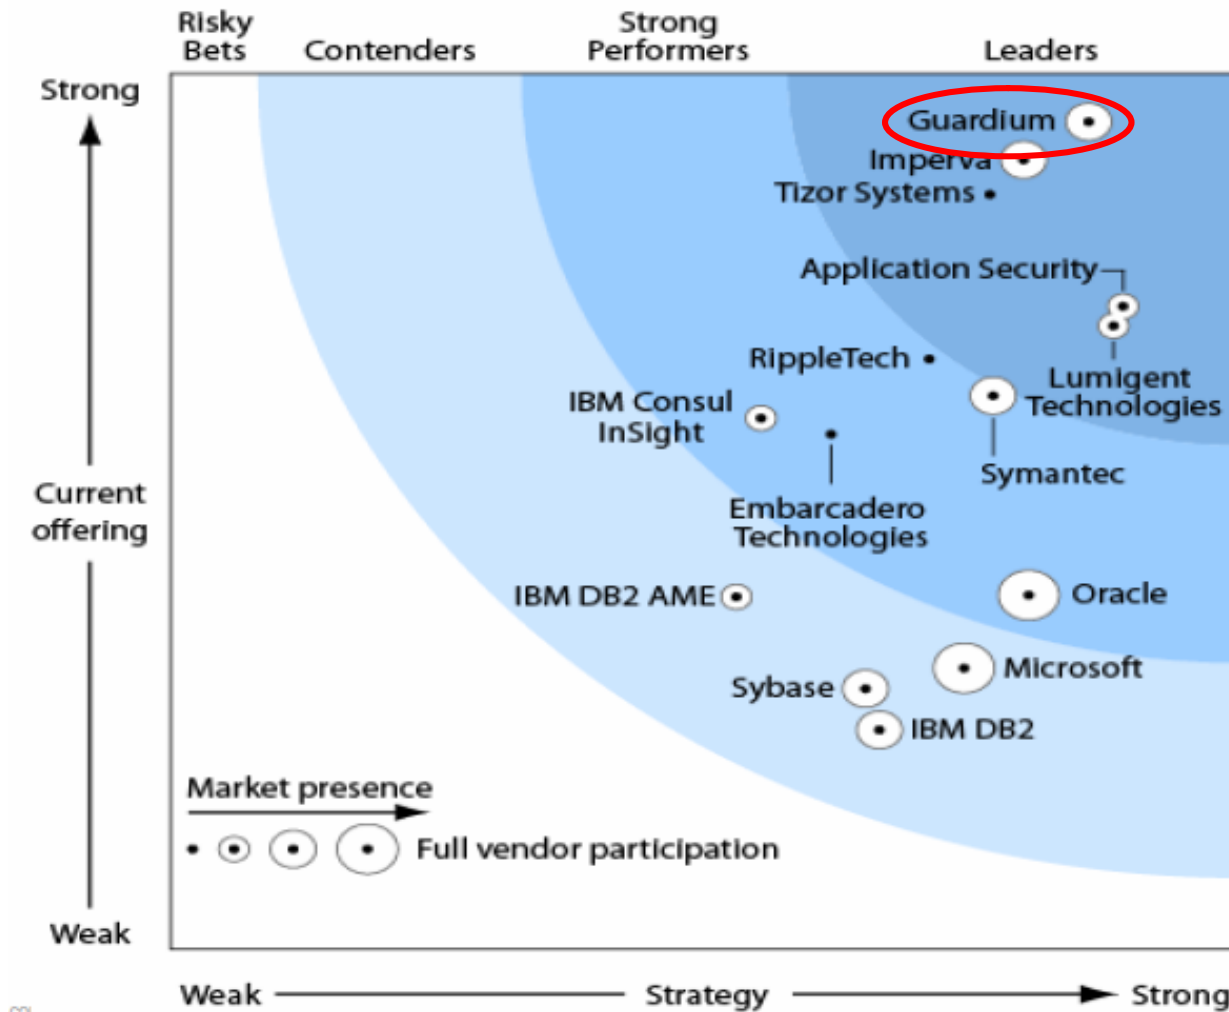 Risky
Bets
Contenders
Strong
Performers
Leaders
Strong
Guardium
Imperva
Tizor Systems
Application Security
RippleTech
Lumigent
Technologies
IBM Consul
InSight
Symantec
Current
offering
Embarcadero
Technologies
IBM DB2 AME
Oracle
Microsoft
Sybase
IBM DB2
Market presence
Full vendor participation
Weak
Weak
Strategy
Strong